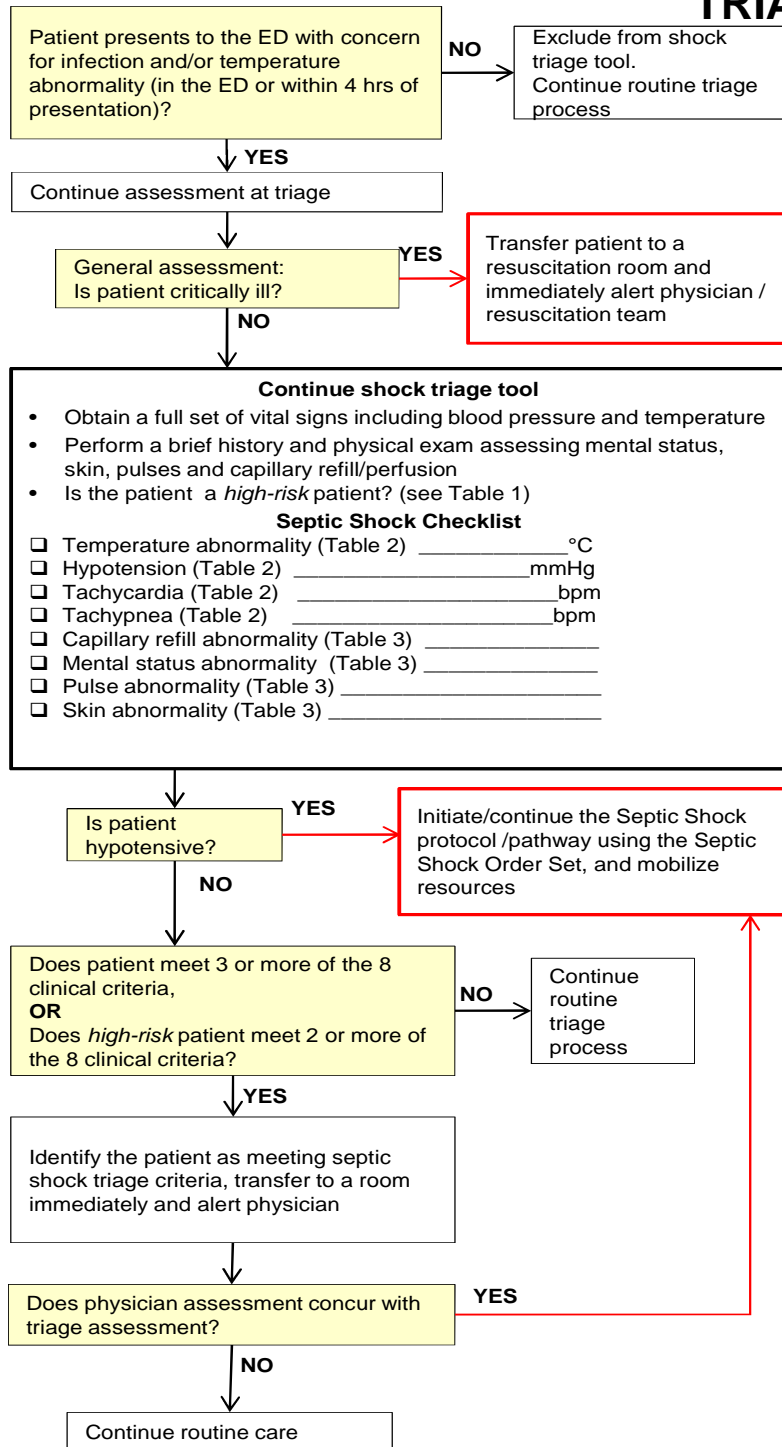 TRIA
Patient presents to the ED with concern
for infection and/or temperature
abnormality (in the ED or within 4 hrs of
presentation)?
NO
Exclude from shock
triage tool.
Continue routine triage
process
YES
Continue assessment at triage
General assessment:
Is patient critically ill?
YES
Transfer patient to a
resuscitation room and
immediately alert physician /
resuscitation team
NO
Continue shock triage tool
• Obtain a full set of vital signs including blood pressure and temperature
• Perform a brief history and physical exam assessing mental status,
skin, pulses and capillary refill/perfusion
• Is the patient a high-risk patient? (see Table 1)
Septic Shock Checklist
❑ Temperature abnormality (Table 2) _____________°C
❑ Hypotension (Table 2) ____________________mmHg
❑ Tachycardia (Table 2) ______________________bpm
❑ Tachypnea (Table 2) ______________________bpm
❑ Capillary refill abnormality (Table 3) _______________
❑ Mental status abnormality (Table 3) _______________
❑ Pulse abnormality (Table 3) ______________________
❑ Skin abnormality (Table 3) _______________________
Is patient
hypotensive?
YES
Initiate/continue the Septic Shock
protocol /pathway using the Septic
Shock Order Set, and mobilize
resources
NO
Does patient meet 3 or more of the 8
clinical criteria,
OR
Does high-risk patient meet 2 or more of
the 8 clinical criteria?
NO
Continue
routine
triage
process
YES
Identify the patient as meeting septic
shock triage criteria, transfer to a room
immediately and alert physician
Does physician assessment concur with
triage assessment?
YES
NO
Continue routine care